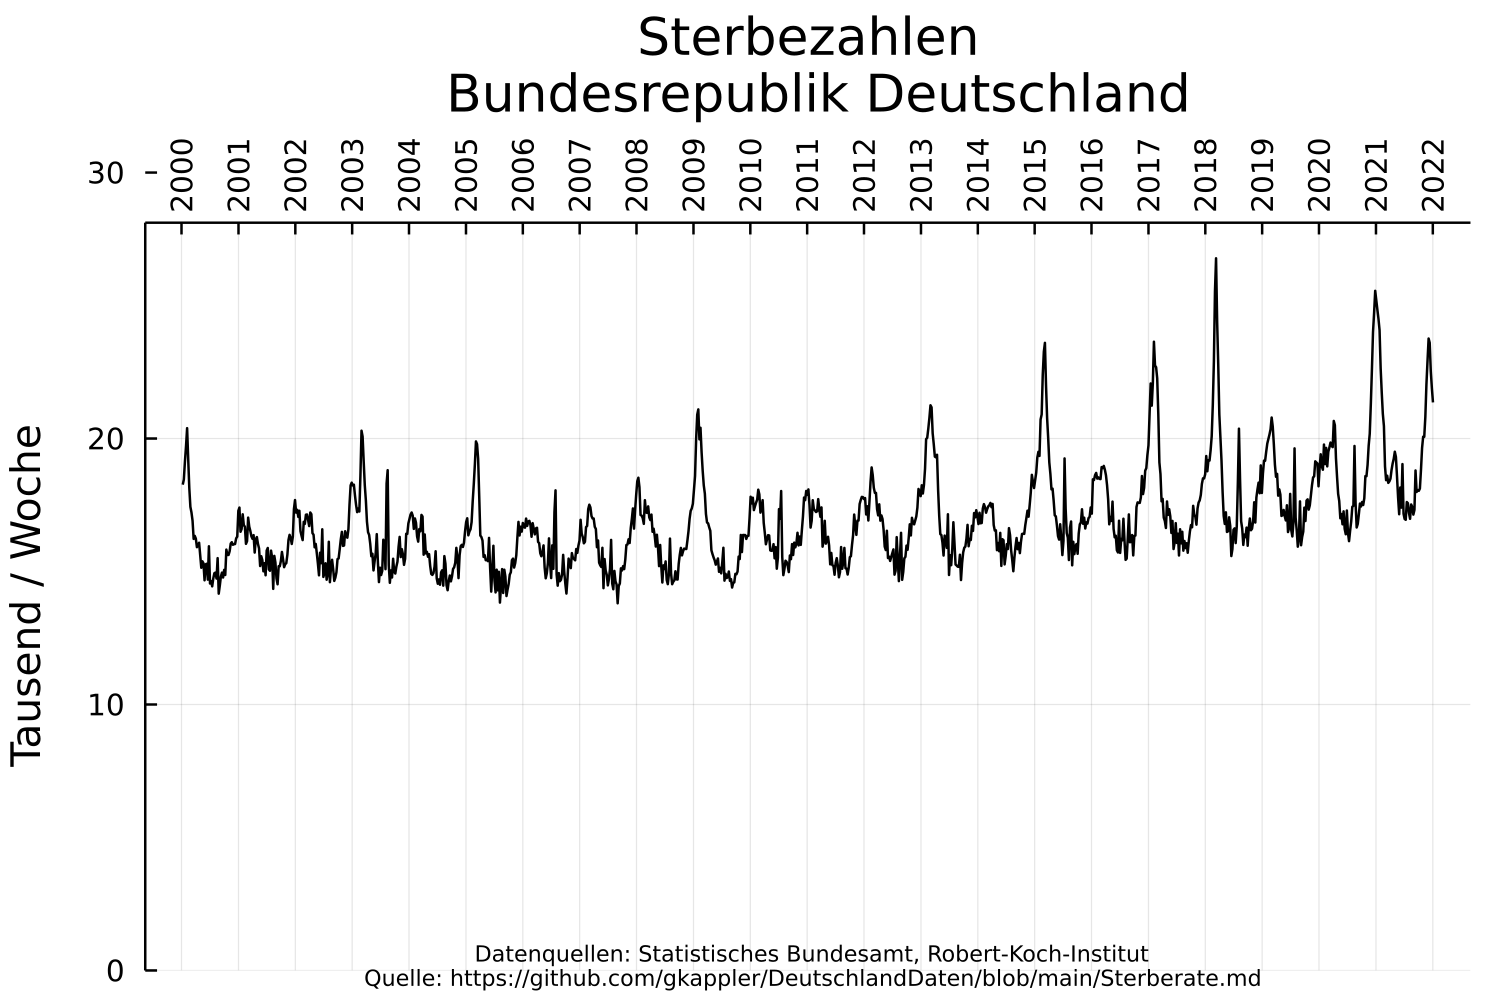 Sterbezahlen
Bundesrepublik Deutschland
2000 2001 2002 2003 2004 2005 2006 2007 2008 2009 2010 2011 2012 2013 2014 2015 2016 2017 2018 2019 2020 2021 2022
30
20
10
0
Tausend / Woche
Datenquellen: Statistisches Bundesamt, Robert-Koch-Institut
Quelle: https://github.com/gkappler/DeutschlandDaten/blob/main/Sterberate.md